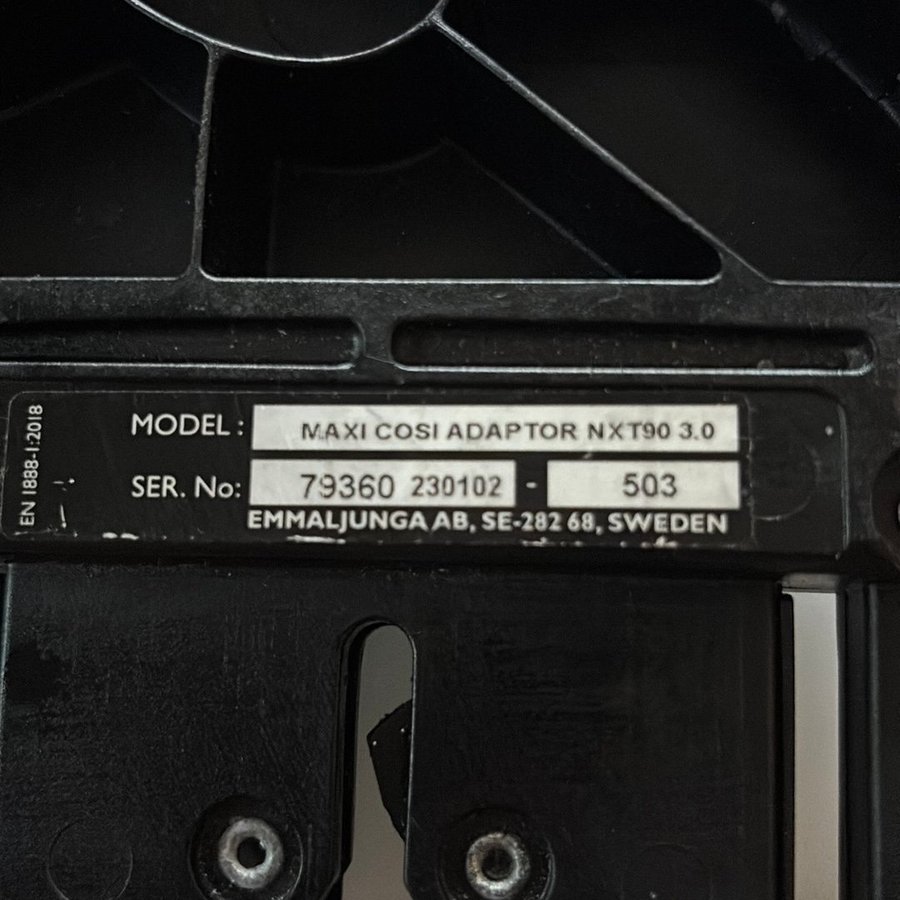 EN 1888-1:2018
MODEL: MAXI COSI ADAPTOR NXT90 3.0
SER. No: 79360 230102 - 503
EMMALJUNGA AB, SE-282 68, SWEDEN